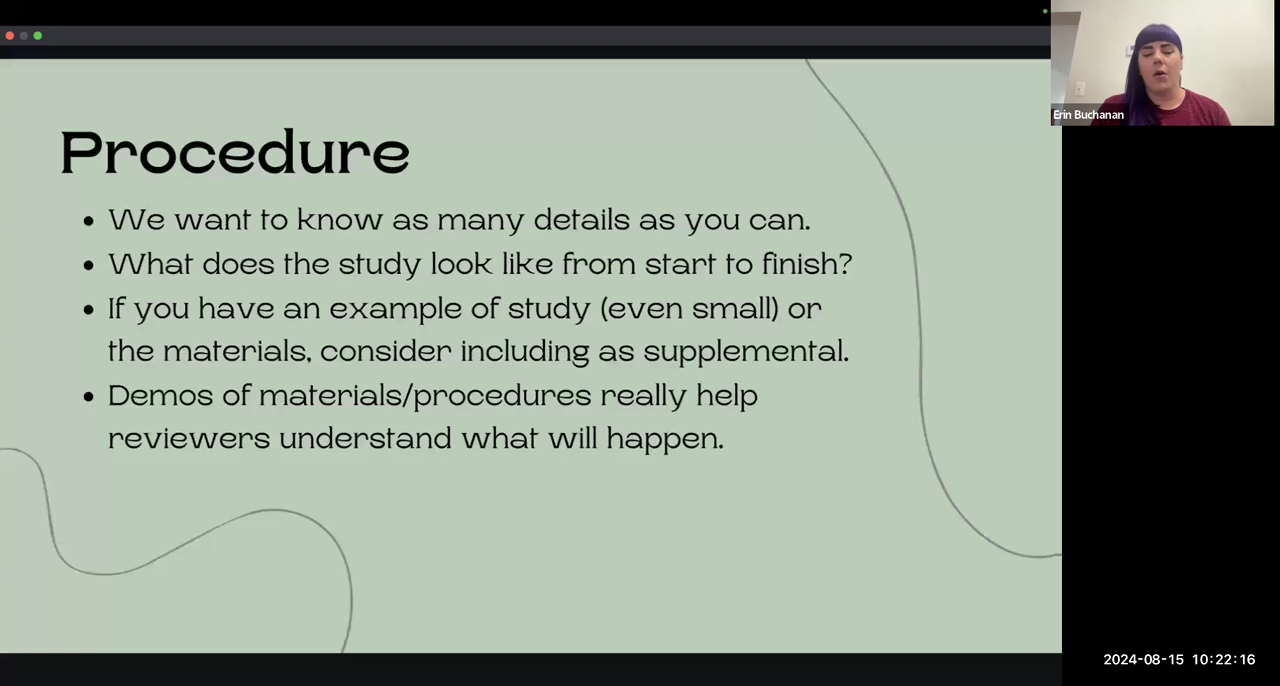 Procedure
We want to know as many details as you can.
What does the study look like from start to finish?
If you have an example of study (even small) or
the materials, consider including as supplemental.
Demos of materials/procedures really help
reviewers understand what will happen.
Erin Buchanan
2024-08-15 10:22:16